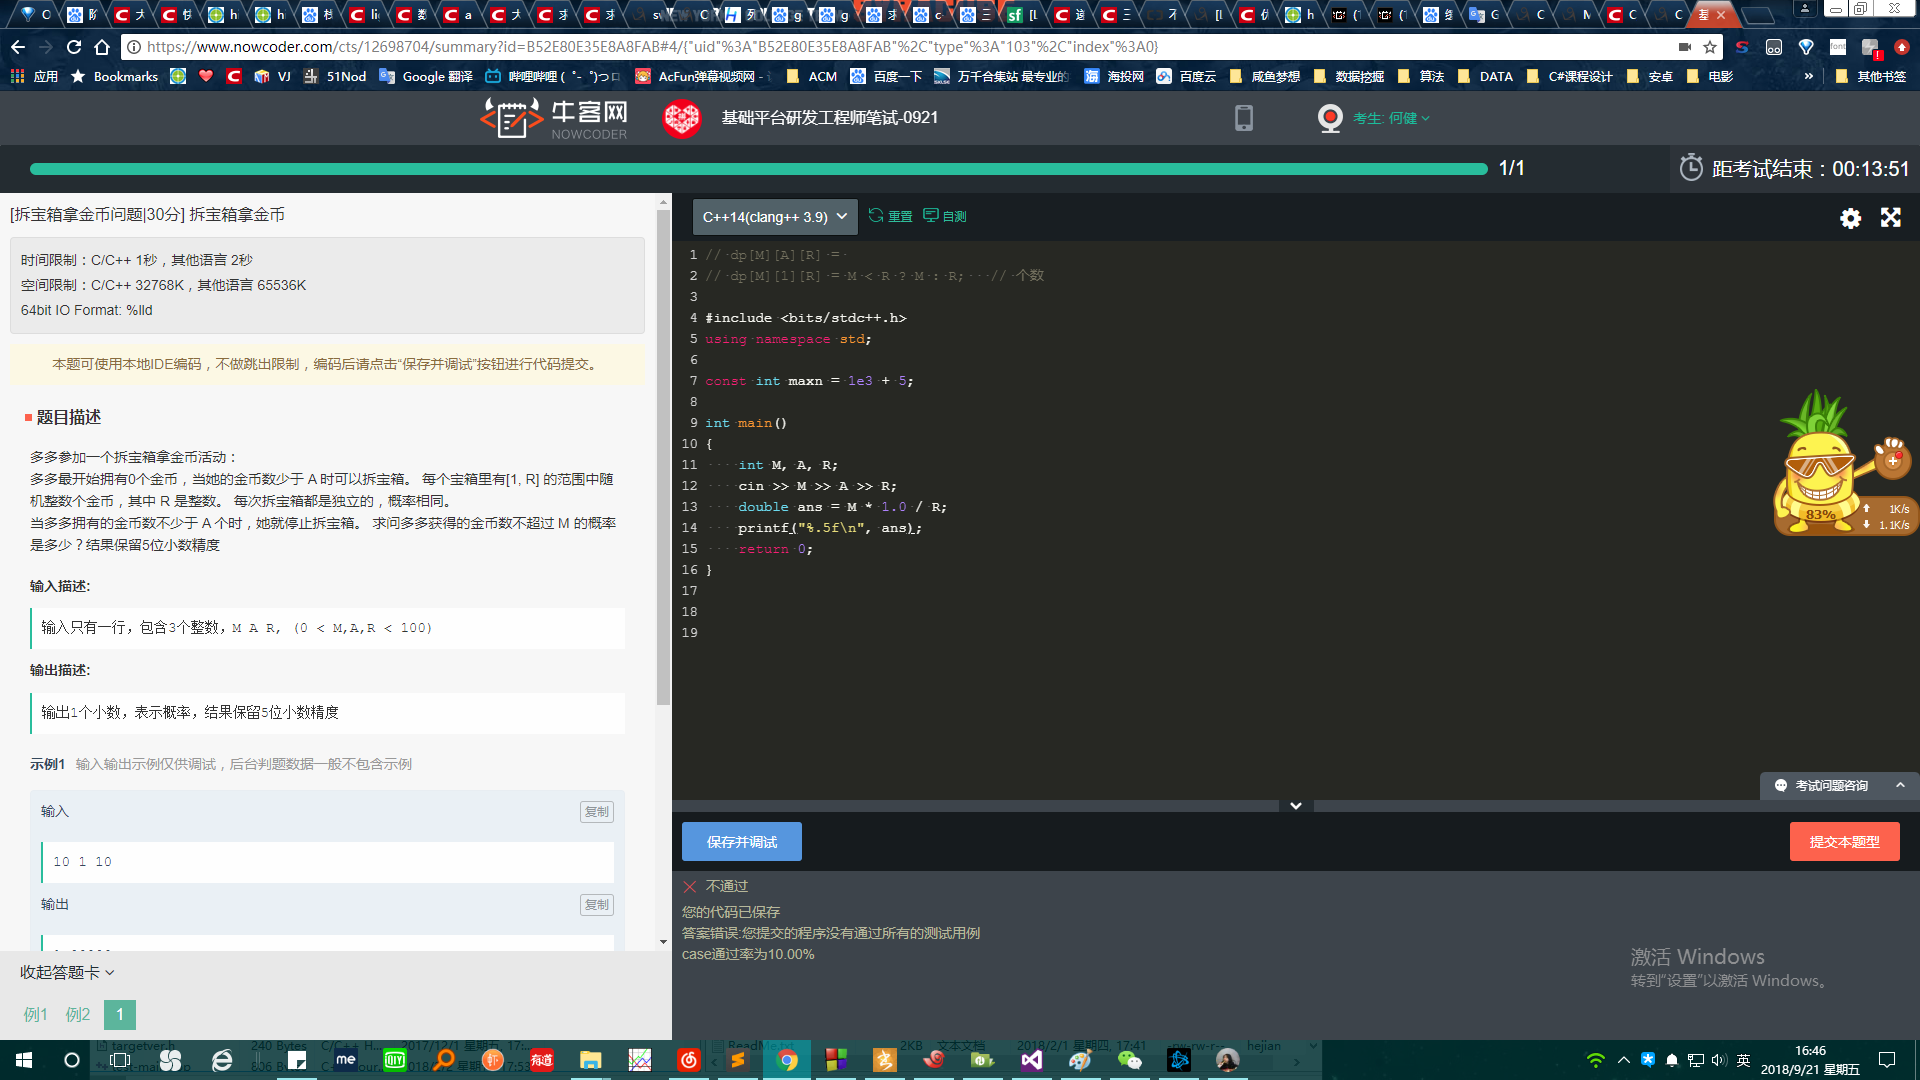 https://www.nowcoder.com/cts/12698704/summary?id=B52E80E35E8A8FAB#4/{"uid"%3A"B52E80E35E8A8FAB"%2C"type"%3A"103"%2C"index"%3A0}
应用 Bookmarks VJ 51Nod Google 翻译 哔哩哔哩 ( ゜- ゜)つロ AcFun弹幕视频网 - ACM 百度一下 万千合集站 最专业的 海投网 百度云 咸鱼梦想 数据挖掘 算法 DATA C#课程设计 安卓 电影 » 其他书签
牛客网
NOWCODER
基础平台研发工程师笔试-0921
考生: 何健
1/1
距考试结束：00:13:51
[拆宝箱拿金币问题|30分] 拆宝箱拿金币
时间限制：C/C++ 1秒，其他语言 2秒
空间限制：C/C++ 32768K，其他语言 65536K
64bit IO Format: %lld
本题可使用本地IDE编码，不做跳出限制，编码后请点击“保存并调试”按钮进行代码提交。
题目描述
多多参加一个拆宝箱拿金币活动：
多多最开始拥有0个金币，当她的金币数少于 A 时可以拆宝箱。 每个宝箱里有[1, R] 的范围中随
机整数个金币，其中 R 是整数。 每次拆宝箱都是独立的，概率相同。
当多多拥有的金币数不少于 A 个时，她就停止拆宝箱。 求问多多获得的金币数不超过 M 的概率
是多少？结果保留5位小数精度
输入描述:
输入只有一行，包含3个整数，M A R, (0 < M,A,R < 100)
输出描述:
输出1个小数，表示概率，结果保留5位小数精度
示例1 输入输出示例仅供调试，后台判题数据一般不包含示例
输入
复制
10 1 10
输出
复制
收起答题卡
例1 例2 1
C++14(clang++ 3.9) 重置 自测
1 // dp[M][A][R] =
2 // dp[M][1][R] = M < R ? M : R; // 个数
3
4 #include <bits/stdc++.h>
5 using namespace std;
6
7 const int maxn = 1e3 + 5;
8
9 int main()
10 {
11 int M, A, R;
12 cin >> M >> A >> R;
13 double ans = M * 1.0 / R;
14 printf("%.5f\n", ans);
15 return 0;
16 }
17
18
19
83%
1K/s
1.1K/s
考试问题咨询
保存并调试
提交本题型
不通过
您的代码已保存
答案错误:您提交的程序没有通过所有的测试用例
case通过率为10.00%
激活 Windows
转到“设置”以激活 Windows。
英
16:46
2018/9/21 星期五